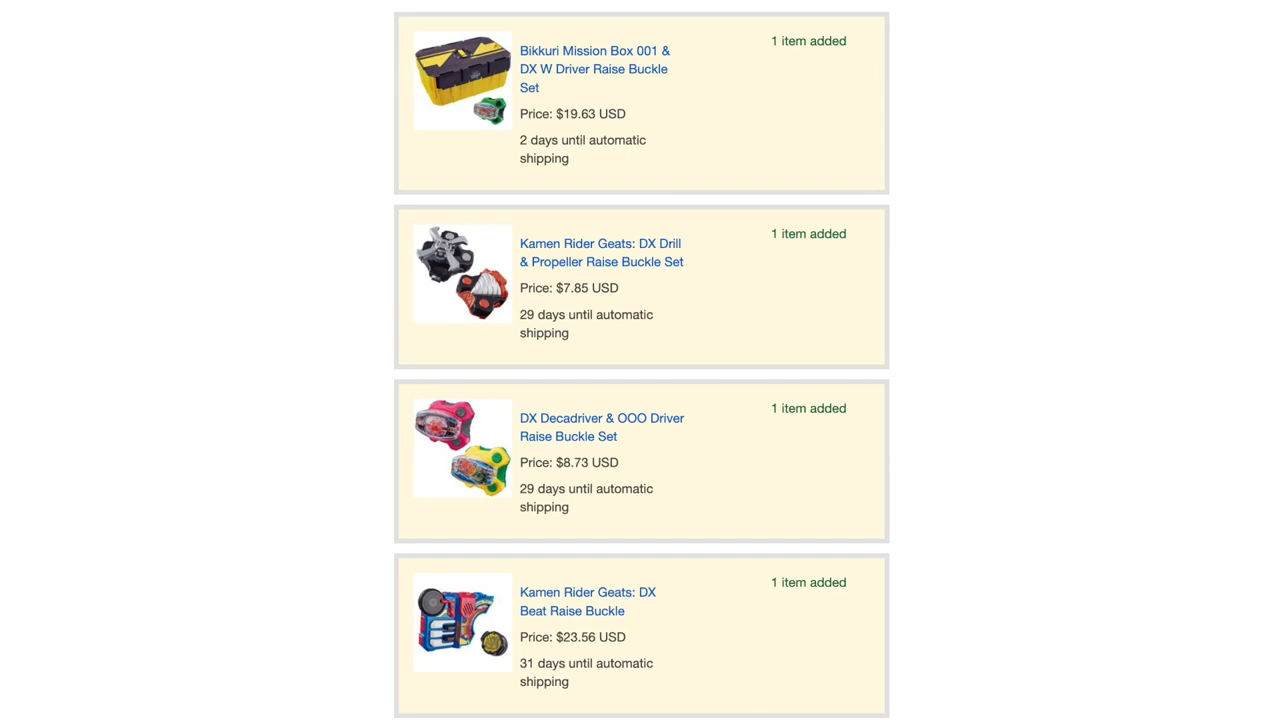 Bikkuri Mission Box 001 &
DX W Driver Raise Buckle
Set
Price: $19.63 USD
2 days until automatic
shipping
1 item added
Kamen Rider Geats: DX Drill
& Propeller Raise Buckle Set
Price: $7.85 USD
29 days until automatic
shipping
1 item added
DX Decadriver & OOO Driver
Raise Buckle Set
Price: $8.73 USD
29 days until automatic
shipping
1 item added
Kamen Rider Geats: DX
Beat Raise Buckle
Price: $23.56 USD
31 days until automatic
shipping
1 item added